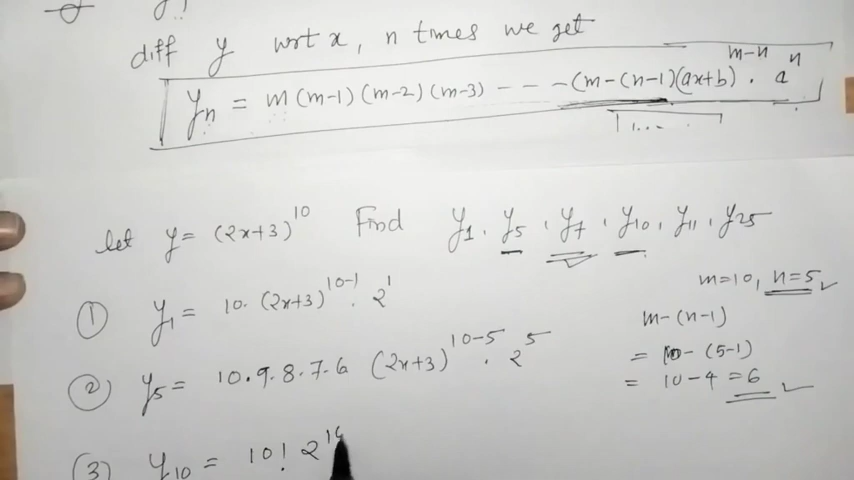 diff y wrt x, n times we get
yₙ = m(m-1)(m-2)(m-3) - - - (m-(n-1)(ax+b)^(m-n) . a^n
1....
let y = (2x+3)^10 Find y₁, y₅, y₇, y₁₀, y₁₁, y₂₅
① y₁ = 10. (2x+3)^(10-1) . 2^1
m=10, n=5
m-(n-1)
② y₅ = 10.9.8.7.6 (2x+3)^(10-5) . 2^5
= 10-(5-1)
= 10-4 = 6
③ y₁₀ = 10! 2